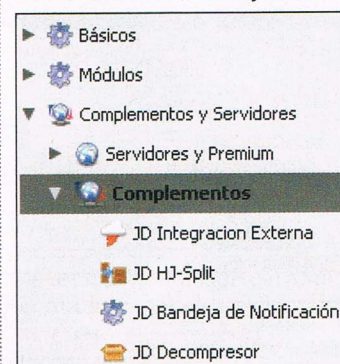 Básicos
Módulos
Complementos y Servidores
Servidores y Premium
Complementos
JD Integracion Externa
JD HJ-Split
JD Bandeja de Notificación
JD Decompresor